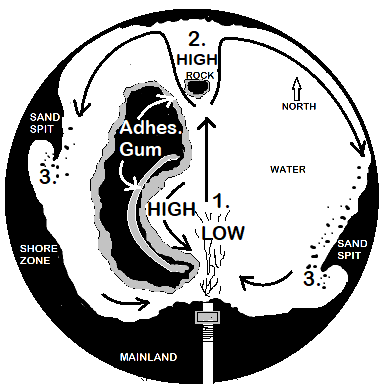 2.
HIGH
ROCK
NORTH
SAND
SPIT
Adhes.
Gum
WATER
3.
HIGH
1.
LOW
SHORE
ZONE
SAND
SPIT
3.
MAINLAND